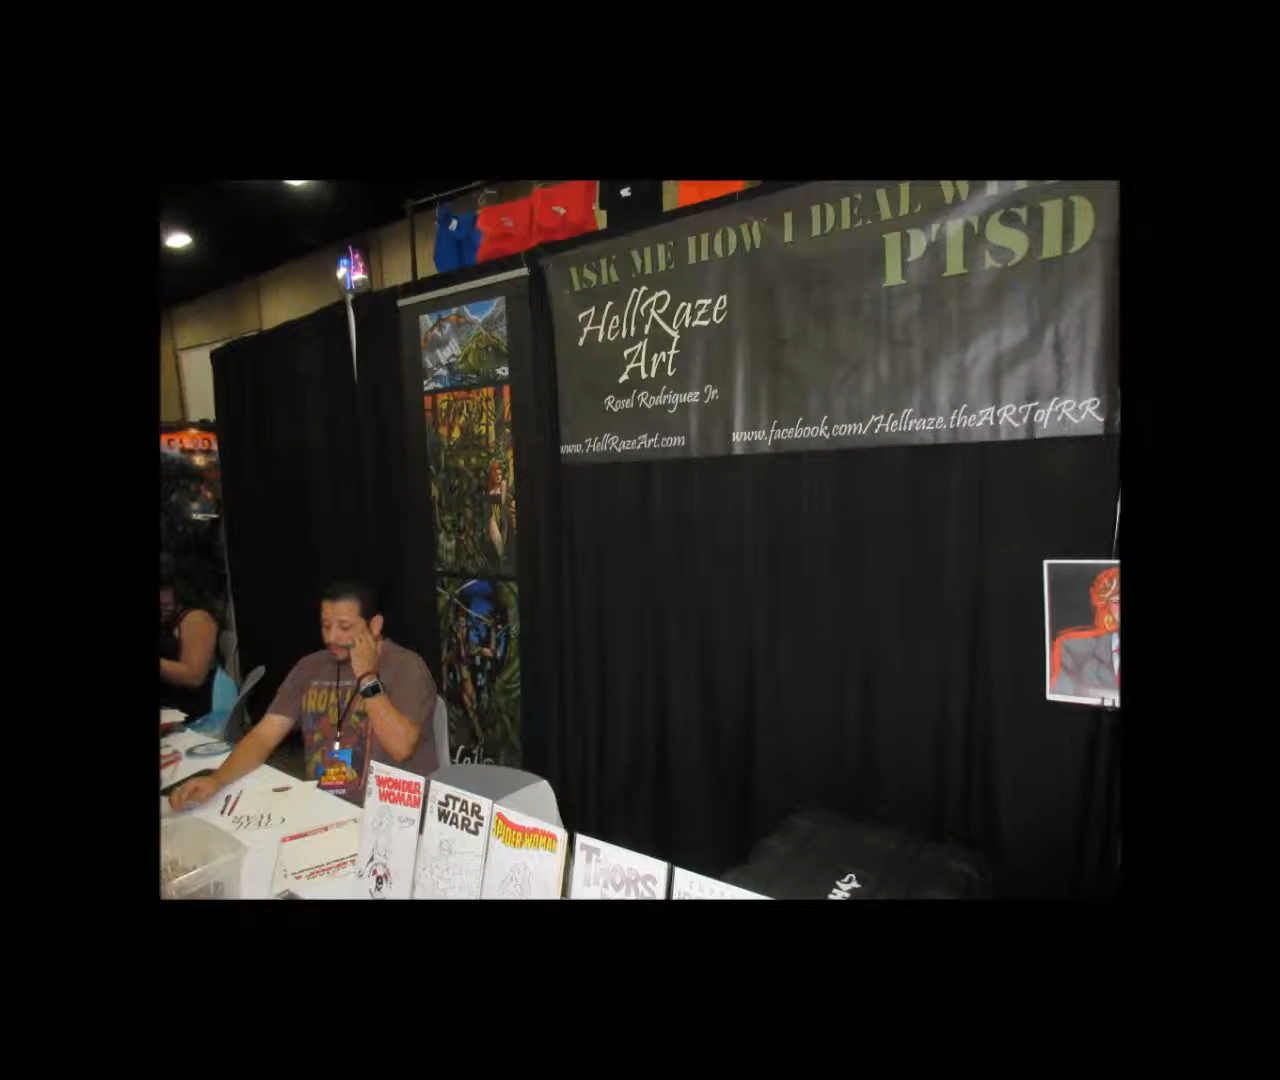 ASK ME HOW I DEAL WITH
PTSD
HellRaze
Art
Rosel Rodriguez Jr.
www.HellRazeArt.com
www.facebook.com/Hellraze.theARTofRR
WONDER
WOMAN
STAR
WARS
SPIDER-WOMAN
THORS